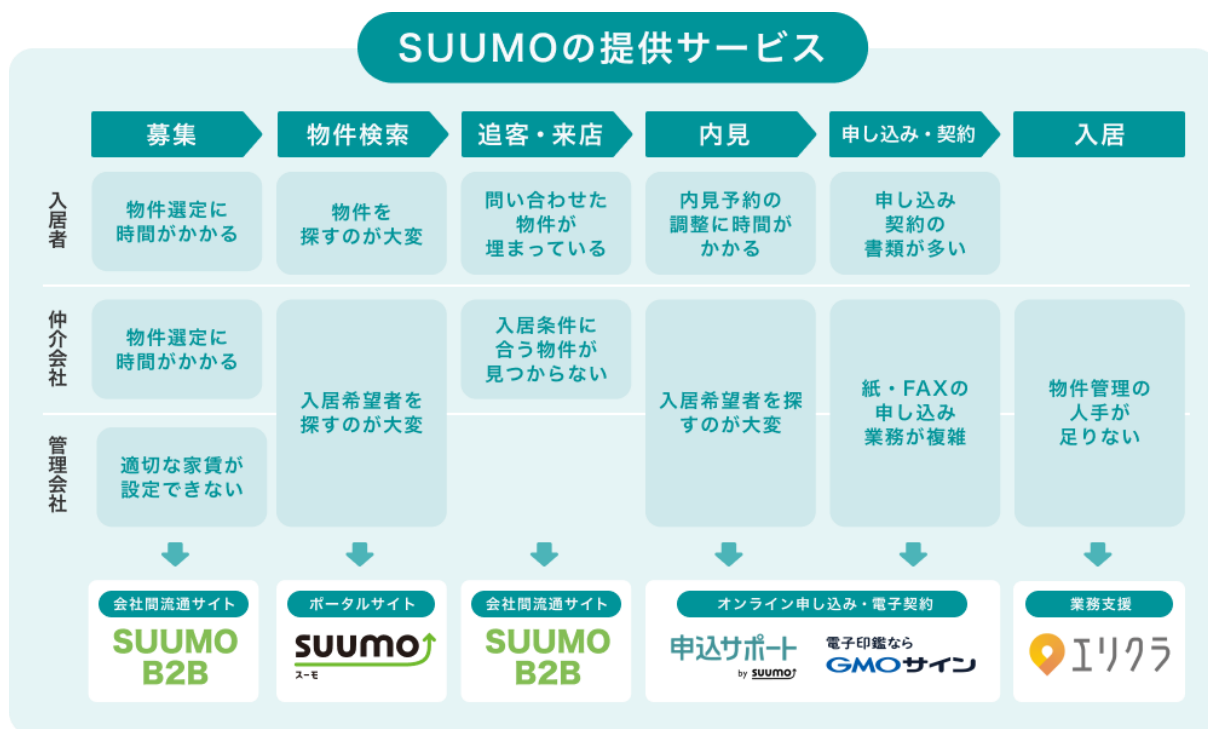 SUUMOの提供サービス
募集
物件検索
追客・来店
内見
申し込み・契約
入居
入居者
物件選定に
時間がかかる
物件を
探すのが大変
問い合わせた
物件が
埋まっている
内見予約の
調整に時間が
かかる
申し込み
契約の
書類が多い
仲介会社
物件選定に
時間がかかる
入居希望者を
探すのが大変
入居条件に
合う物件が
見つからない
入居希望者を探
すのが大変
紙・FAXの
申し込み
業務が複雑
物件管理の
人手が
足りない
管理会社
適切な家賃が
設定できない
会社間流通サイト
SUUMO
B2B
ポータルサイト
suumo
スーモ
会社間流通サイト
SUUMO
B2B
オンライン申し込み・電子契約
申込サポート
by suumo
電子印鑑なら
GMOサイン
業務支援
エリクラ